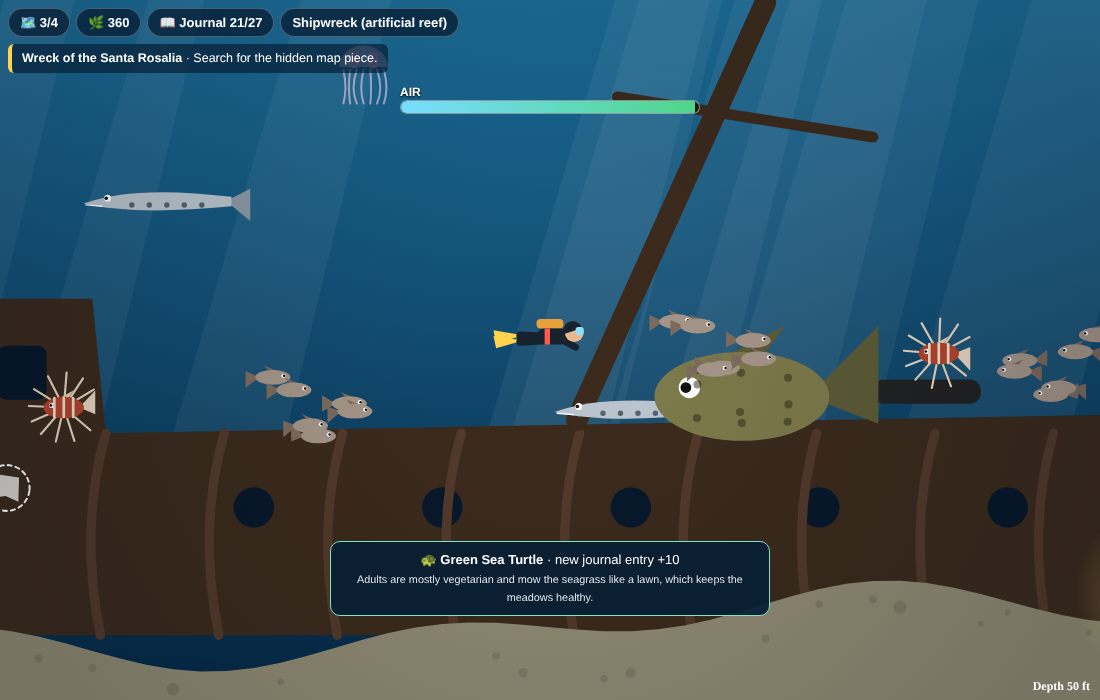 3/4 360 Journal 21/27 Shipwreck (artificial reef)
Wreck of the Santa Rosalia · Search for the hidden map piece.
AIR
Green Sea Turtle · new journal entry +10
Adults are mostly vegetarian and mow the seagrass like a lawn, which keeps the
meadows healthy.
Depth 50 ft